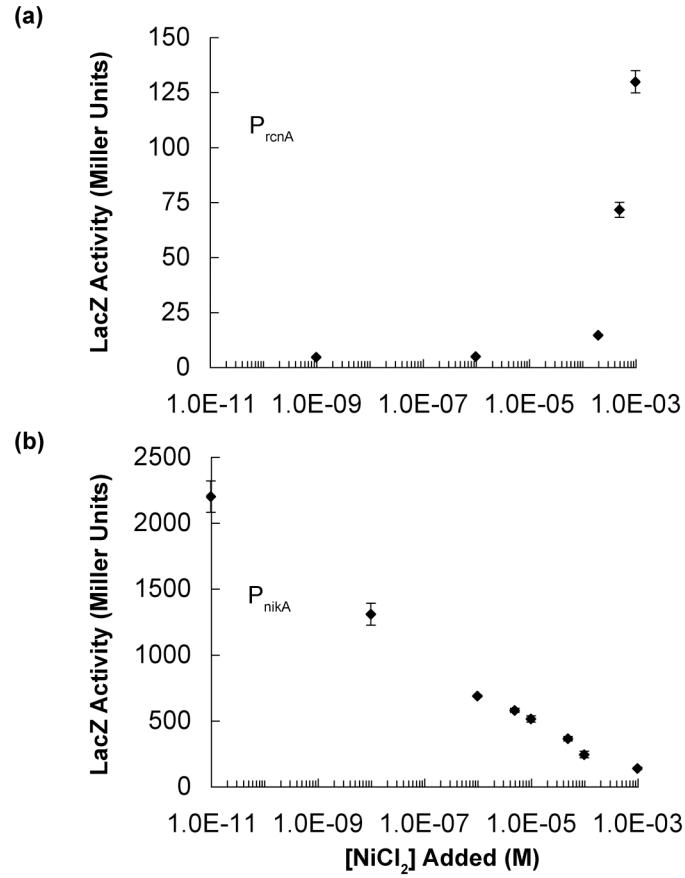 (a)
LacZ Activity (Miller Units)
150
125
100
75
50
25
0
P_rcnA
1.0E-11 1.0E-09 1.0E-07 1.0E-05 1.0E-03
(b)
LacZ Activity (Miller Units)
2500
2000
1500
1000
500
0
P_nikA
1.0E-11 1.0E-09 1.0E-07 1.0E-05 1.0E-03
[NiCl₂] Added (M)